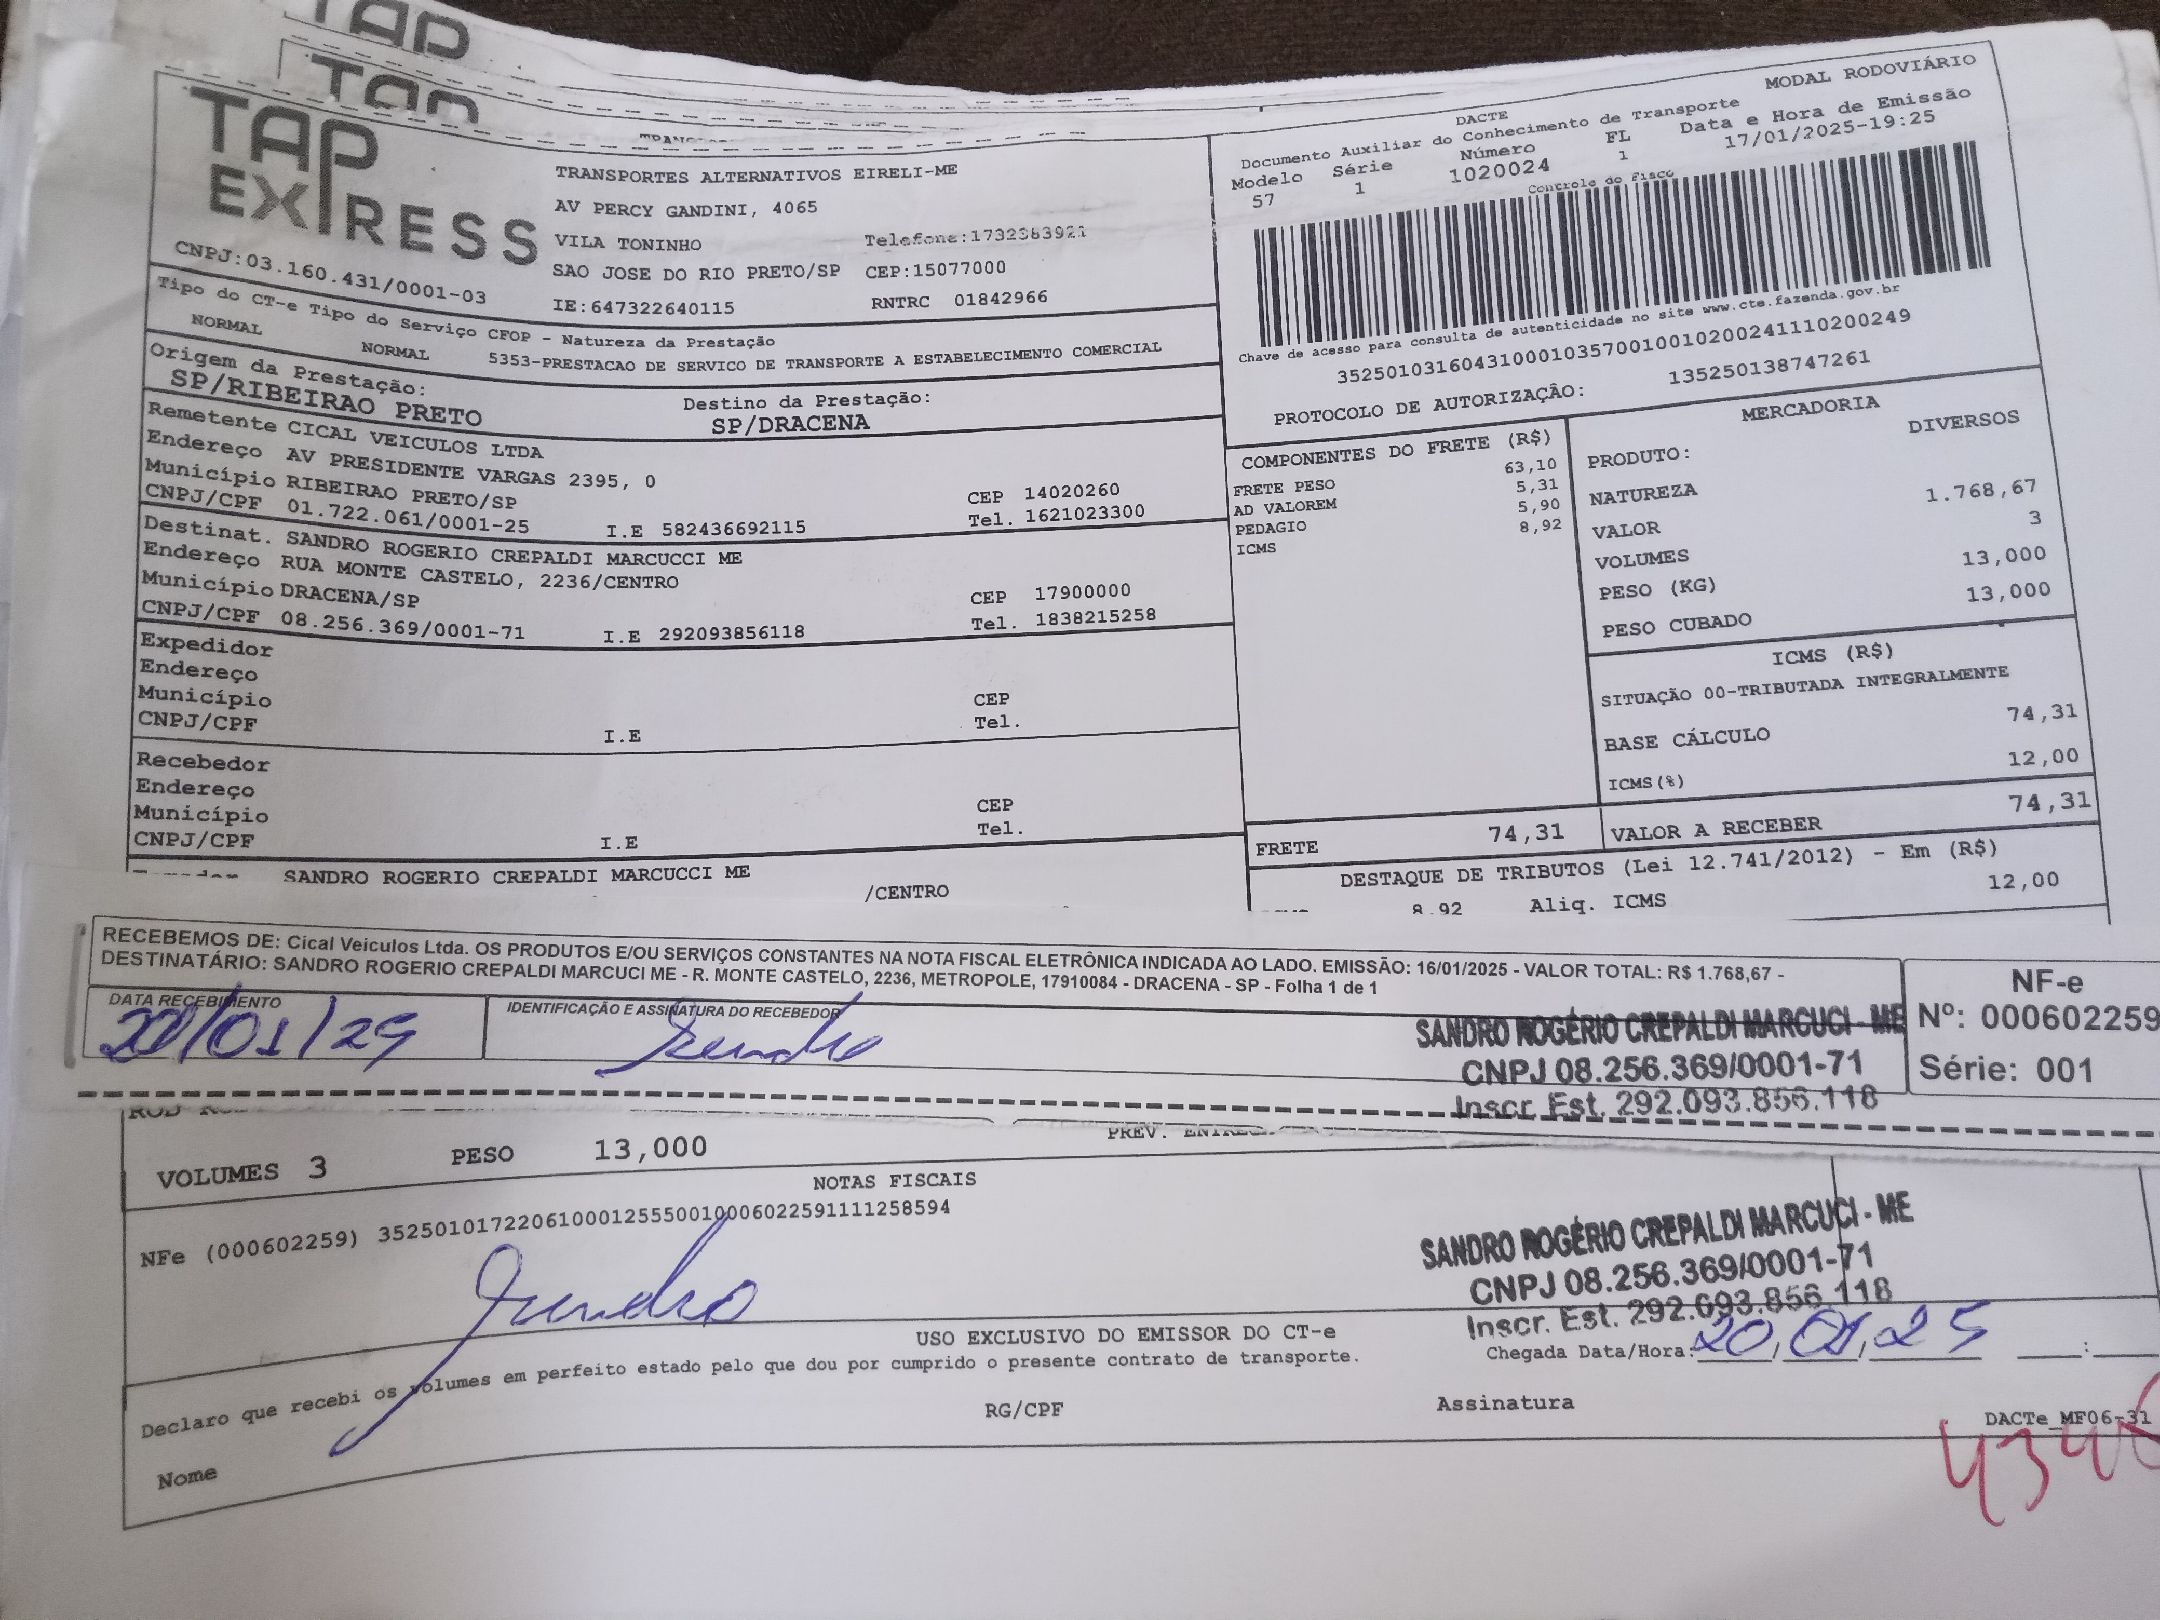 TAP
TAP
TAP
EXPRESS
CNPJ:03.160.431/0001-03
TRANSPORTES ALTERNATIVOS EIRELI-ME
AV PERCY GANDINI, 4065
VILA TONINHO Telefone:1732383921
SAO JOSE DO RIO PRETO/SP CEP:15077000
IE:647322640115 RNTRC 01842966
MODAL RODOVIÁRIO
DACTE
Documento Auxiliar do Conhecimento de Transporte
Modelo Série Número FL Data e Hora de Emissão
57 1 1020024 1 17/01/2025-19:25
Controle do Fisco
Chave de acesso para consulta de autenticidade no site www.cte.fazenda.gov.br
35250103160431000103570010010200241110200249
PROTOCOLO DE AUTORIZAÇÃO: 135250138747261
Tipo do CT-e Tipo do Serviço CFOP - Natureza da Prestação
NORMAL NORMAL 5353-PRESTACAO DE SERVICO DE TRANSPORTE A ESTABELECIMENTO COMERCIAL
Origem da Prestação: Destino da Prestação:
SP/RIBEIRAO PRETO SP/DRACENA
Remetente CICAL VEICULOS LTDA
Endereço AV PRESIDENTE VARGAS 2395, 0
Município RIBEIRAO PRETO/SP CEP 14020260
CNPJ/CPF 01.722.061/0001-25 I.E 582436692115 Tel. 1621023300
Destinat. SANDRO ROGERIO CREPALDI MARCUCCI ME
Endereço RUA MONTE CASTELO, 2236/CENTRO
Município DRACENA/SP CEP 17900000
CNPJ/CPF 08.256.369/0001-71 I.E 292093856118 Tel. 1838215258
Expedidor
Endereço
Município CEP
CNPJ/CPF I.E Tel.
Recebedor
Endereço
Município CEP
CNPJ/CPF I.E Tel.
SANDRO ROGERIO CREPALDI MARCUCCI ME
/CENTRO
COMPONENTES DO FRETE (R$)
FRETE PESO 63,10
AD VALOREM 5,31
PEDAGIO 5,90
ICMS 8,92
MERCADORIA
PRODUTO: DIVERSOS
NATUREZA
VALOR 1.768,67
VOLUMES 3
PESO (KG) 13,000
PESO CUBADO 13,000
ICMS (R$)
SITUAÇÃO 00-TRIBUTADA INTEGRALMENTE
BASE CÁLCULO 74,31
ICMS(%) 12,00
FRETE 74,31 VALOR A RECEBER 74,31
DESTAQUE DE TRIBUTOS (Lei 12.741/2012) - Em (R$)
8,92 Aliq. ICMS 12,00
RECEBEMOS DE: Cical Veículos Ltda. OS PRODUTOS E/OU SERVIÇOS CONSTANTES NA NOTA FISCAL ELETRÔNICA INDICADA AO LADO. EMISSÃO: 16/01/2025 - VALOR TOTAL: R$ 1.768,67 -
DESTINATÁRIO: SANDRO ROGERIO CREPALDI MARCUCI ME - R. MONTE CASTELO, 2236, METROPOLE, 17910084 - DRACENA - SP - Folha 1 de 1
DATA RECEBIMENTO IDENTIFICAÇÃO E ASSINATURA DO RECEBEDOR
20/01/25 Sandro
SANDRO ROGÉRIO CREPALDI MARCUCI - ME
CNPJ 08.256.369/0001-71
Inscr. Est. 292.093.856.118
NF-e
Nº: 000602259
Série: 001
PREV.
VOLUMES 3 PESO 13,000
NOTAS FISCAIS
NFe (000602259) 35250101722061000125550010006022591111258594
Sandro
SANDRO ROGÉRIO CREPALDI MARCUCI - ME
CNPJ 08.256.369/0001-71
Inscr. Est. 292.093.856.118
USO EXCLUSIVO DO EMISSOR DO CT-e
Chegada Data/Hora: 20,01,25 :
Declaro que recebi os volumes em perfeito estado pelo que dou por cumprido o presente contrato de transporte.
Nome RG/CPF Assinatura
DACTe_MF06-31